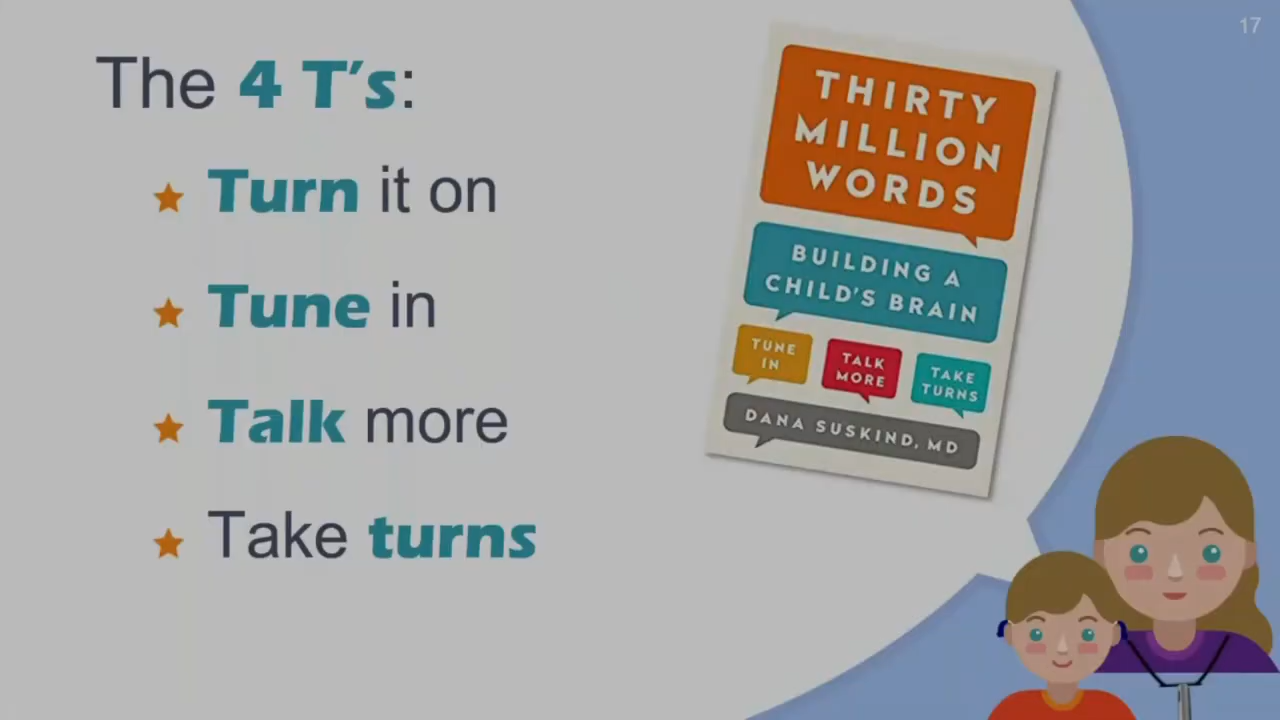 17
The 4 T's:
Turn it on
Tune in
Talk more
Take turns
THIRTY
MILLION
WORDS
BUILDING A
CHILD'S BRAIN
TUNE
IN
TALK
MORE
TAKE
TURNS
DANA SUSKIND, MD